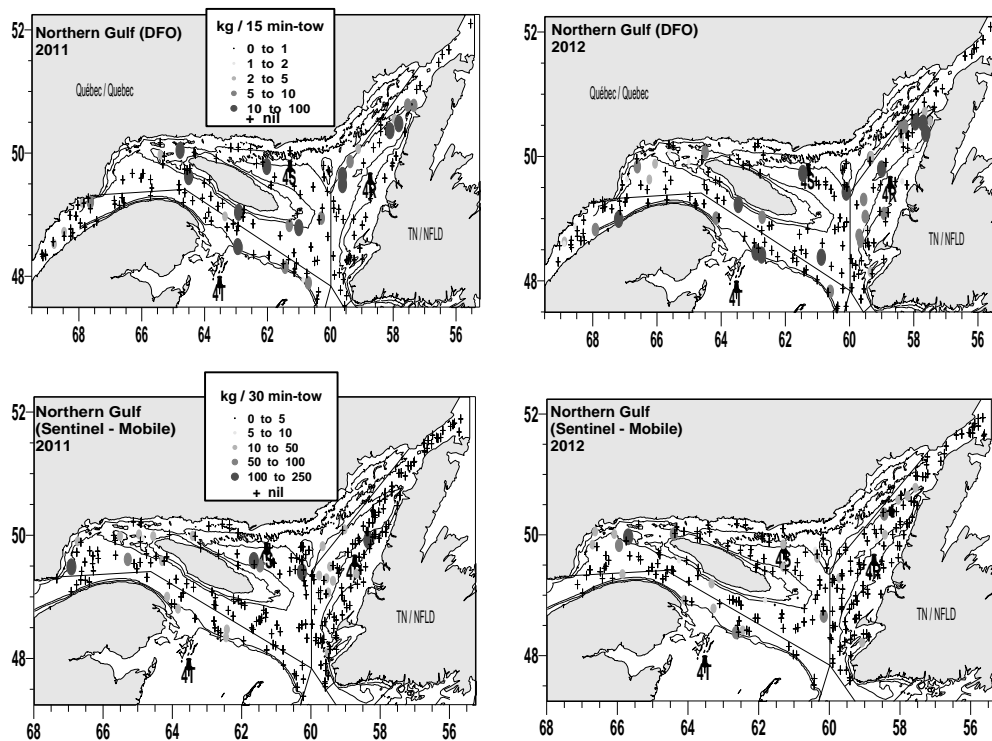 Northern Gulf (DFO)
2011
kg / 15 min-tow
0 to 1
1 to 2
2 to 5
5 to 10
10 to 100
+ nil
Québec / Quebec
TN / NFLD
4S
4R
4T
52
50
48
68 66 64 62 60 58 56
Northern Gulf (DFO)
2012
Québec / Quebec
TN / NFLD
4S
4R
4T
52
50
48
68 66 64 62 60 58 56
Northern Gulf
(Sentinel - Mobile)
2011
kg / 30 min-tow
0 to 5
5 to 10
10 to 50
50 to 100
100 to 250
+ nil
TN / NFLD
4S
4R
4T
52
50
48
68 66 64 62 60 58 56
Northern Gulf
(Sentinel - Mobile)
2012
TN / NFLD
4S
4R
4T
52
50
48
68 66 64 62 60 58 56